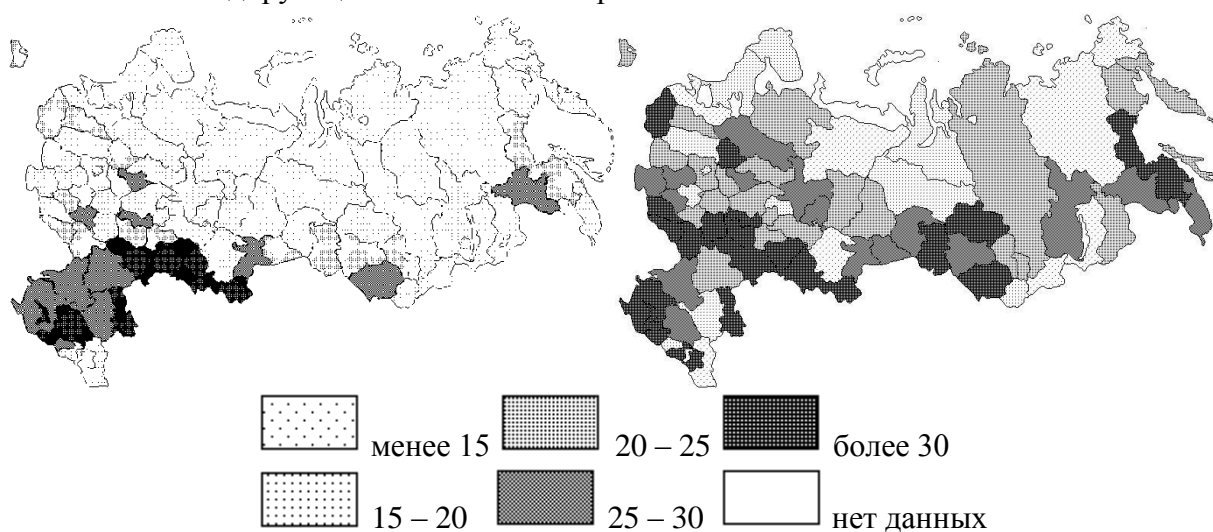 менее 15 20 – 25 более 30
15 – 20 25 – 30 нет данных